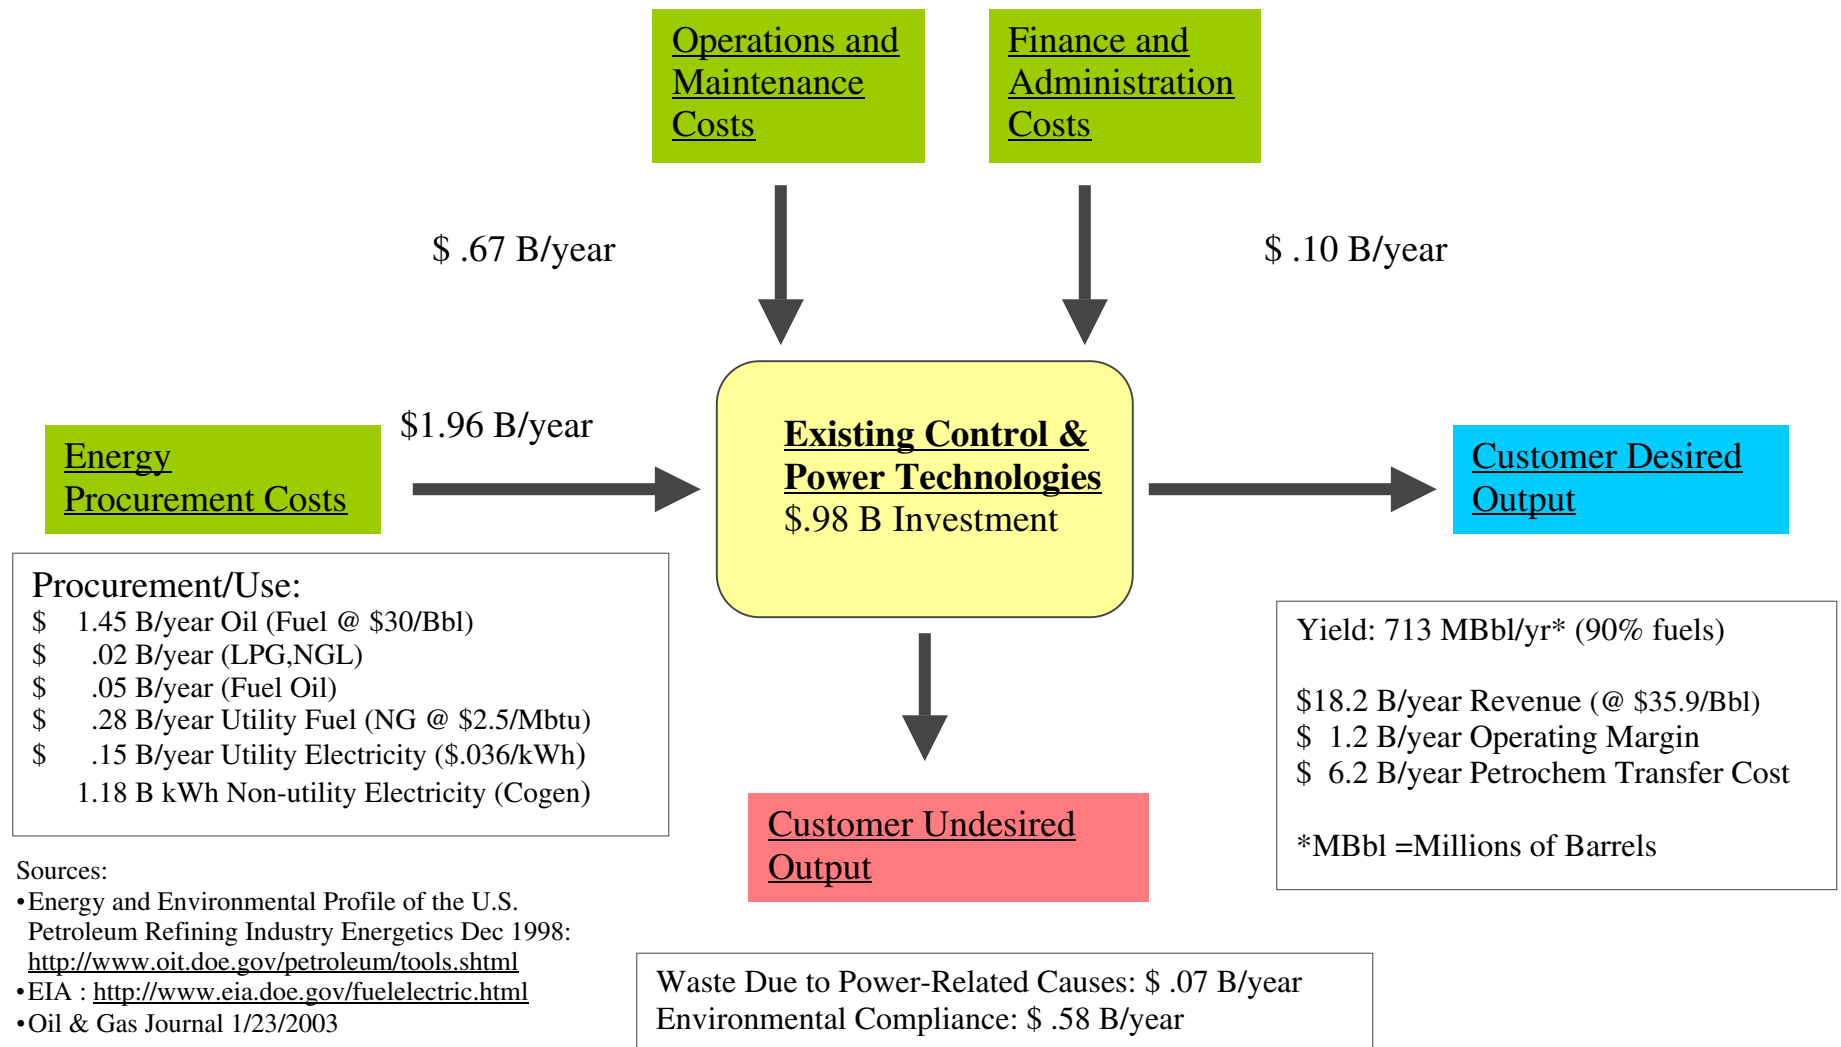 Operations and
Maintenance
Costs
Finance and
Administration
Costs
$ .67 B/year
$ .10 B/year
$1.96 B/year
Energy
Procurement Costs
Existing Control &
Power Technologies
$.98 B Investment
Customer Desired
Output
Procurement/Use:
$ 1.45 B/year Oil (Fuel @ $30/Bbl)
$ .02 B/year (LPG,NGL)
$ .05 B/year (Fuel Oil)
$ .28 B/year Utility Fuel (NG @ $2.5/Mbtu)
$ .15 B/year Utility Electricity ($.036/kWh)
1.18 B kWh Non-utility Electricity (Cogen)
Yield: 713 MBbl/yr* (90% fuels)
$18.2 B/year Revenue (@ $35.9/Bbl)
$ 1.2 B/year Operating Margin
$ 6.2 B/year Petrochem Transfer Cost
*MBbl =Millions of Barrels
Customer Undesired
Output
Sources:
•Energy and Environmental Profile of the U.S.
Petroleum Refining Industry Energetics Dec 1998:
http://www.oit.doe.gov/petroleum/tools.shtml
•EIA : http://www.eia.doe.gov/fuelelectric.html
•Oil & Gas Journal 1/23/2003
Waste Due to Power-Related Causes: $ .07 B/year
Environmental Compliance: $ .58 B/year